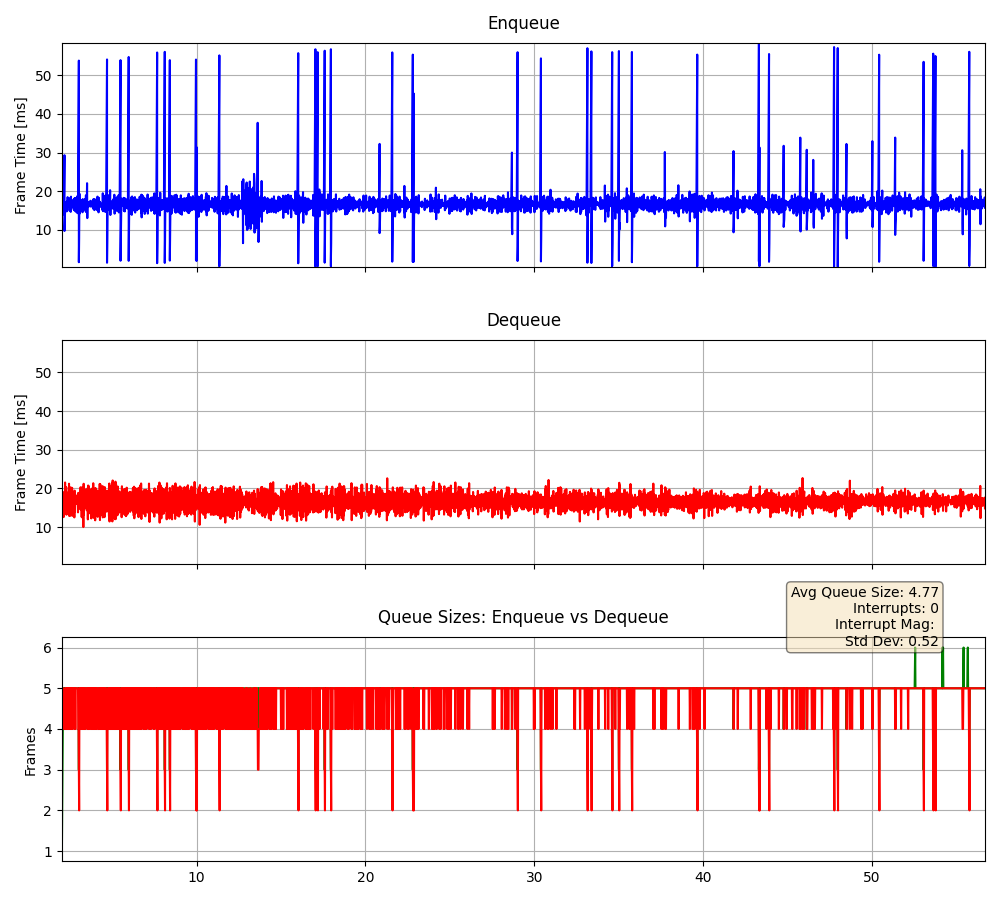 Enqueue
Frame Time [ms]
50
40
30
20
10
Dequeue
Frame Time [ms]
50
40
30
20
10
Avg Queue Size: 4.77
Interrupts: 0
Interrupt Mag:
Std Dev: 0.52
Queue Sizes: Enqueue vs Dequeue
Frames
6
5
4
3
2
1
10 20 30 40 50